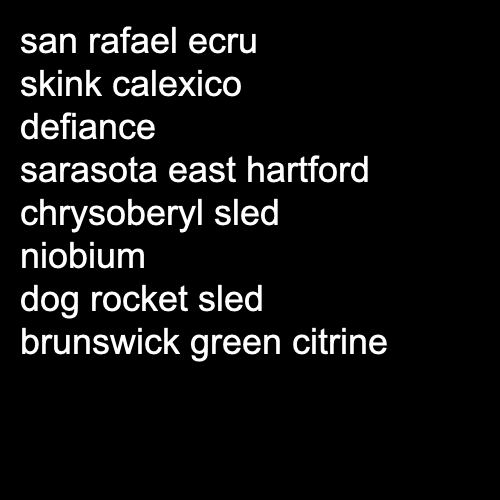 san rafael ecru
skink calexico
defiance
sarasota east hartford
chrysoberyl sled
niobium
dog rocket sled
brunswick green citrine